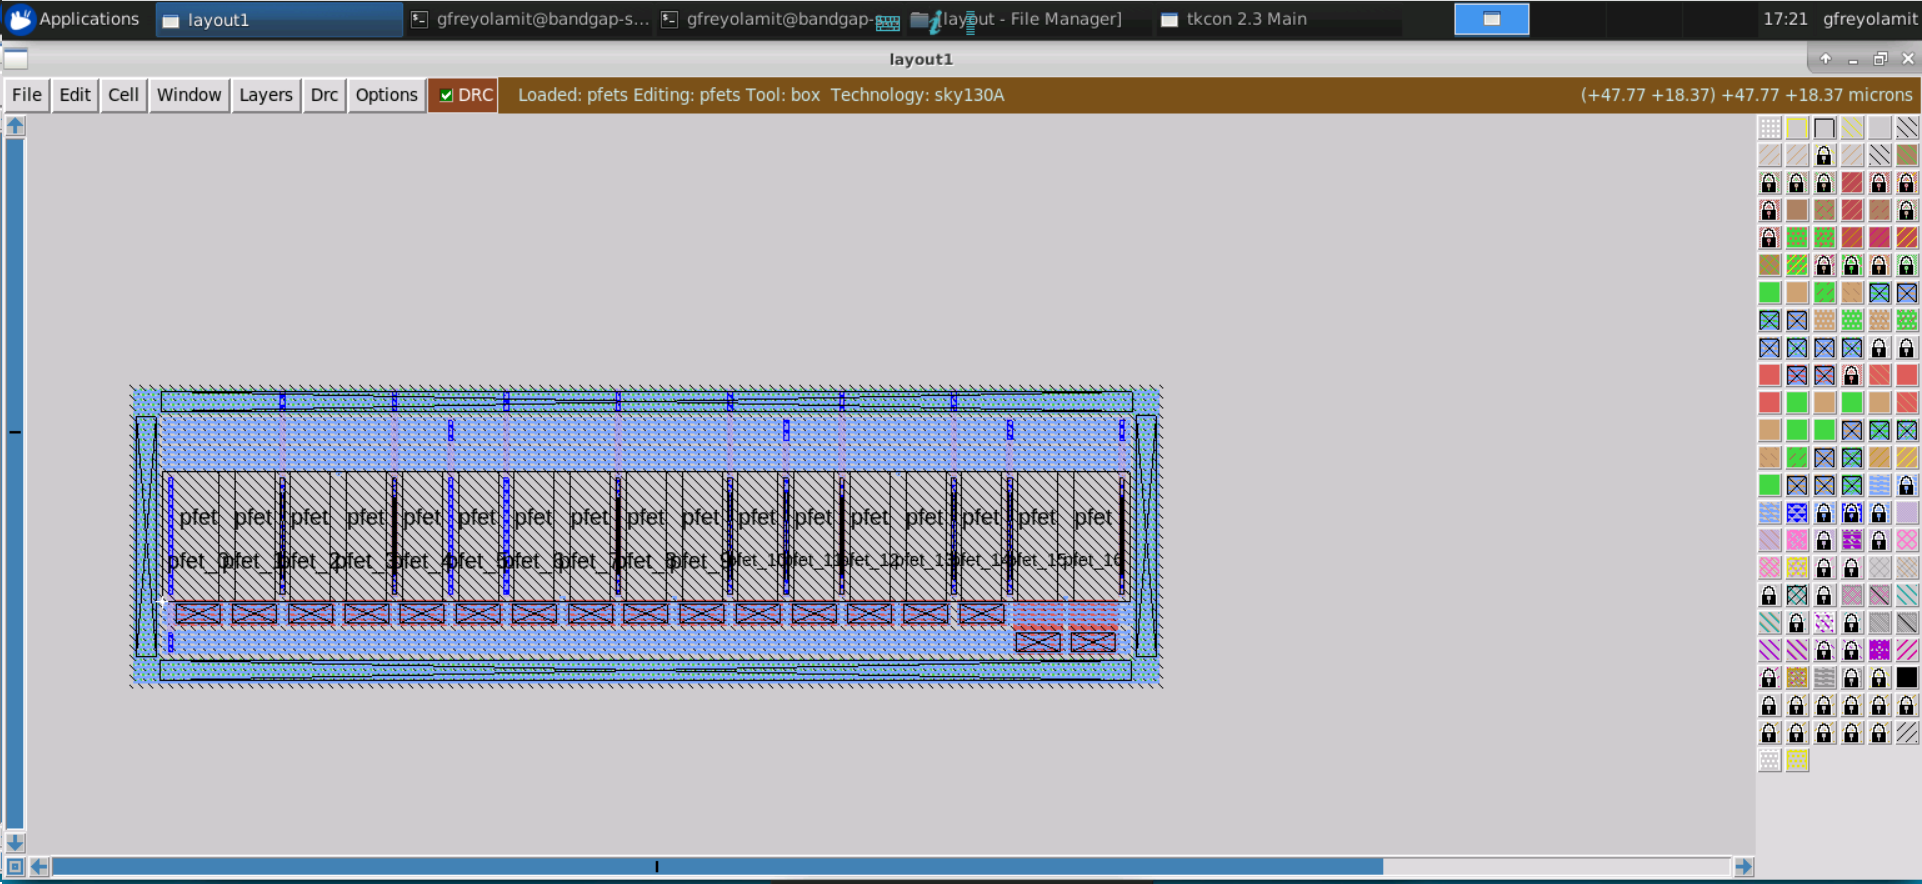 Applications layout1 gfreyolamit@bandgap-s... gfreyolamit@bandgap- layout - File Manager] tkcon 2.3 Main 17:21 gfreyolamit
layout1
File Edit Cell Window Layers Drc Options DRC Loaded: pfets Editing: pfets Tool: box Technology: sky130A (+47.77 +18.37) +47.77 +18.37 microns
pfet pfet pfet pfet pfet pfet pfet pfet pfet pfet pfet pfet pfet pfet pfet pfet pfet
pfet_0 pfet_1 pfet_2 pfet_3 pfet_4 pfet_5 pfet_6 pfet_7 pfet_8 pfet_9 pfet_10 pfet_11 pfet_12 pfet_13 pfet_14 pfet_15 pfet_16